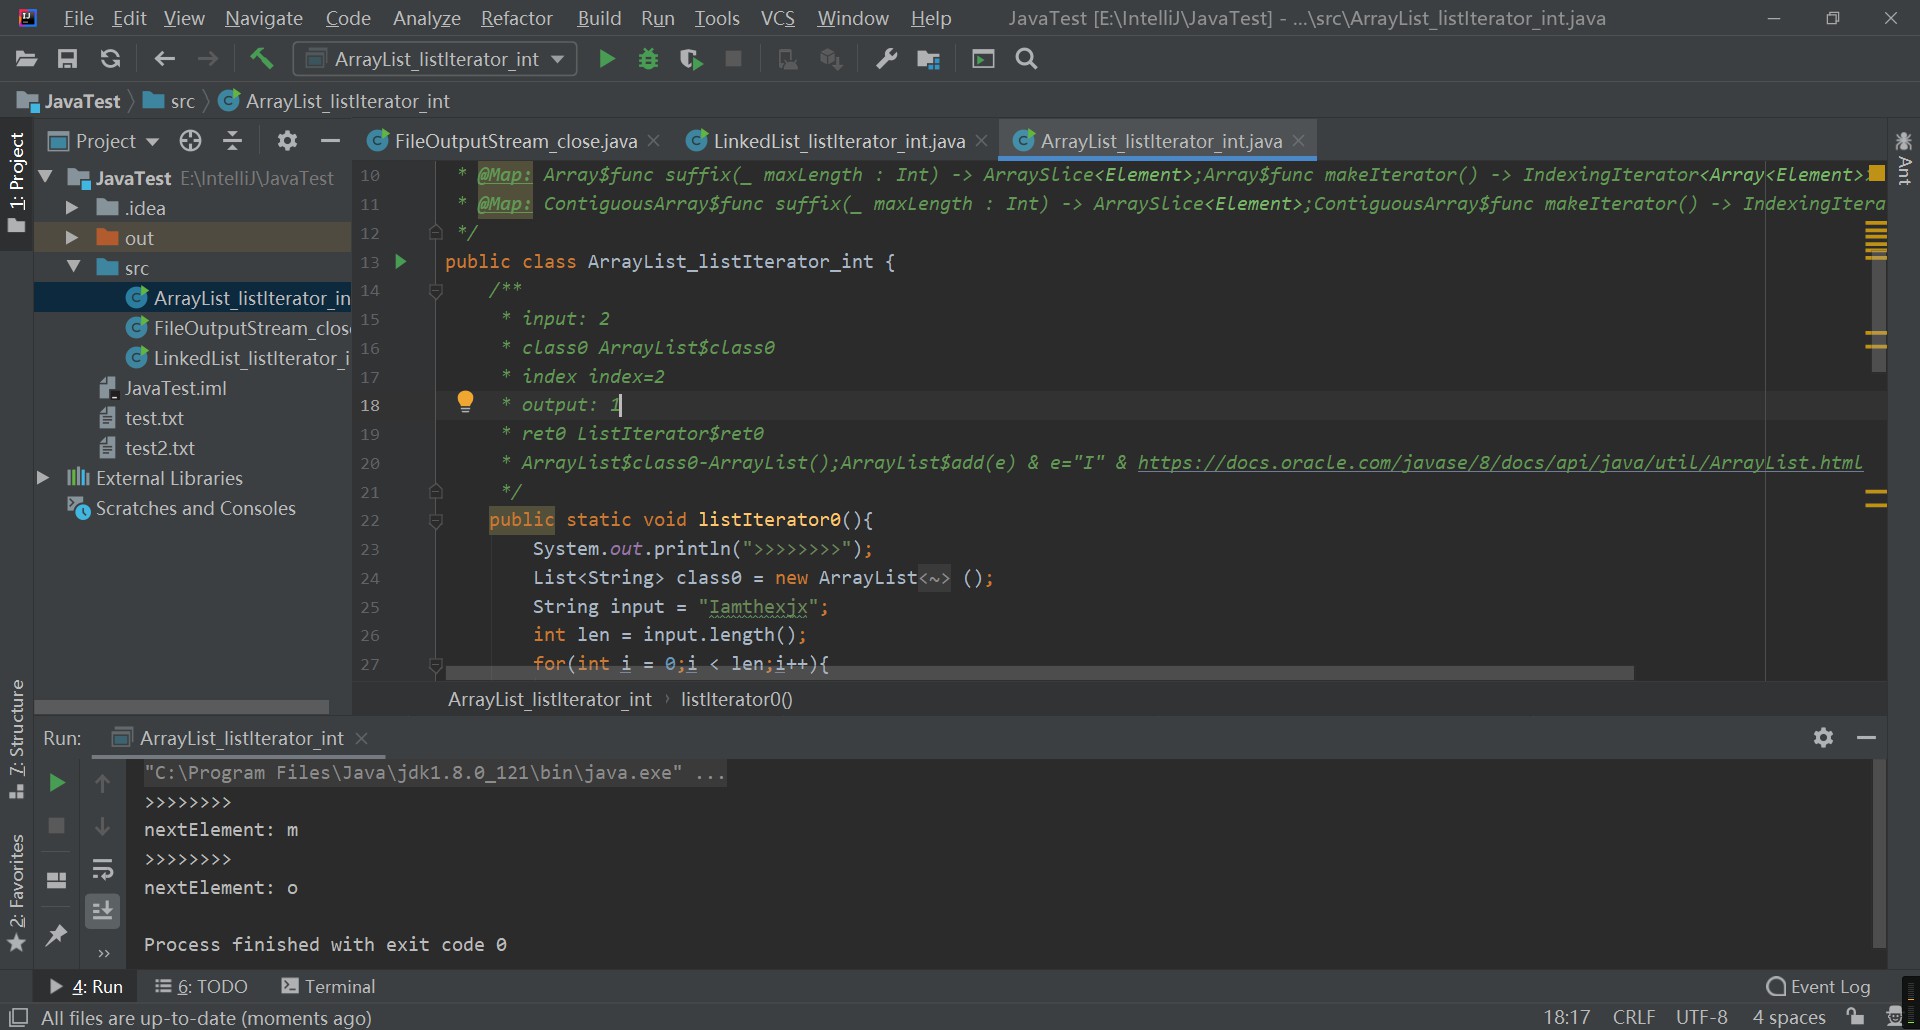 File Edit View Navigate Code Analyze Refactor Build Run Tools VCS Window Help JavaTest [E:\IntelliJ\JavaTest] - ...\src\ArrayList_listIterator_int.java
ArrayList_listIterator_int
JavaTest src ArrayList_listIterator_int
1: Project
Project
JavaTest E:\IntelliJ\JavaTest
.idea
out
src
ArrayList_listIterator_in
FileOutputStream_clos
LinkedList_listIterator_i
JavaTest.iml
test.txt
test2.txt
External Libraries
Scratches and Consoles
FileOutputStream_close.java LinkedList_listIterator_int.java ArrayList_listIterator_int.java
10 * @Map: Array$func suffix(_ maxLength : Int) -> ArraySlice<Element>;Array$func makeIterator() -> IndexingIterator<Array<Element>>
11 * @Map: ContiguousArray$func suffix(_ maxLength : Int) -> ArraySlice<Element>;ContiguousArray$func makeIterator() -> IndexingItera
12 */
13 public class ArrayList_listIterator_int {
14 /**
15 * input: 2
16 * class0 ArrayList$class0
17 * index index=2
18 * output: 1
19 * ret0 ListIterator$ret0
20 * ArrayList$class0-ArrayList();ArrayList$add(e) & e="I" & https://docs.oracle.com/javase/8/docs/api/java/util/ArrayList.html
21 */
22 public static void listIterator0(){
23 System.out.println(">>>>>>>>");
24 List<String> class0 = new ArrayList<~> ();
25 String input = "Iamthexjx";
26 int len = input.length();
27 for(int i = 0;i < len;i++){
ArrayList_listIterator_int › listIterator0()
Ant
7: Structure
2: Favorites
Run: ArrayList_listIterator_int
"C:\Program Files\Java\jdk1.8.0_121\bin\java.exe" ...
>>>>>>>>
nextElement: m
>>>>>>>>
nextElement: o
Process finished with exit code 0
4: Run 6: TODO Terminal Event Log
All files are up-to-date (moments ago) 18:17 CRLF UTF-8 4 spaces